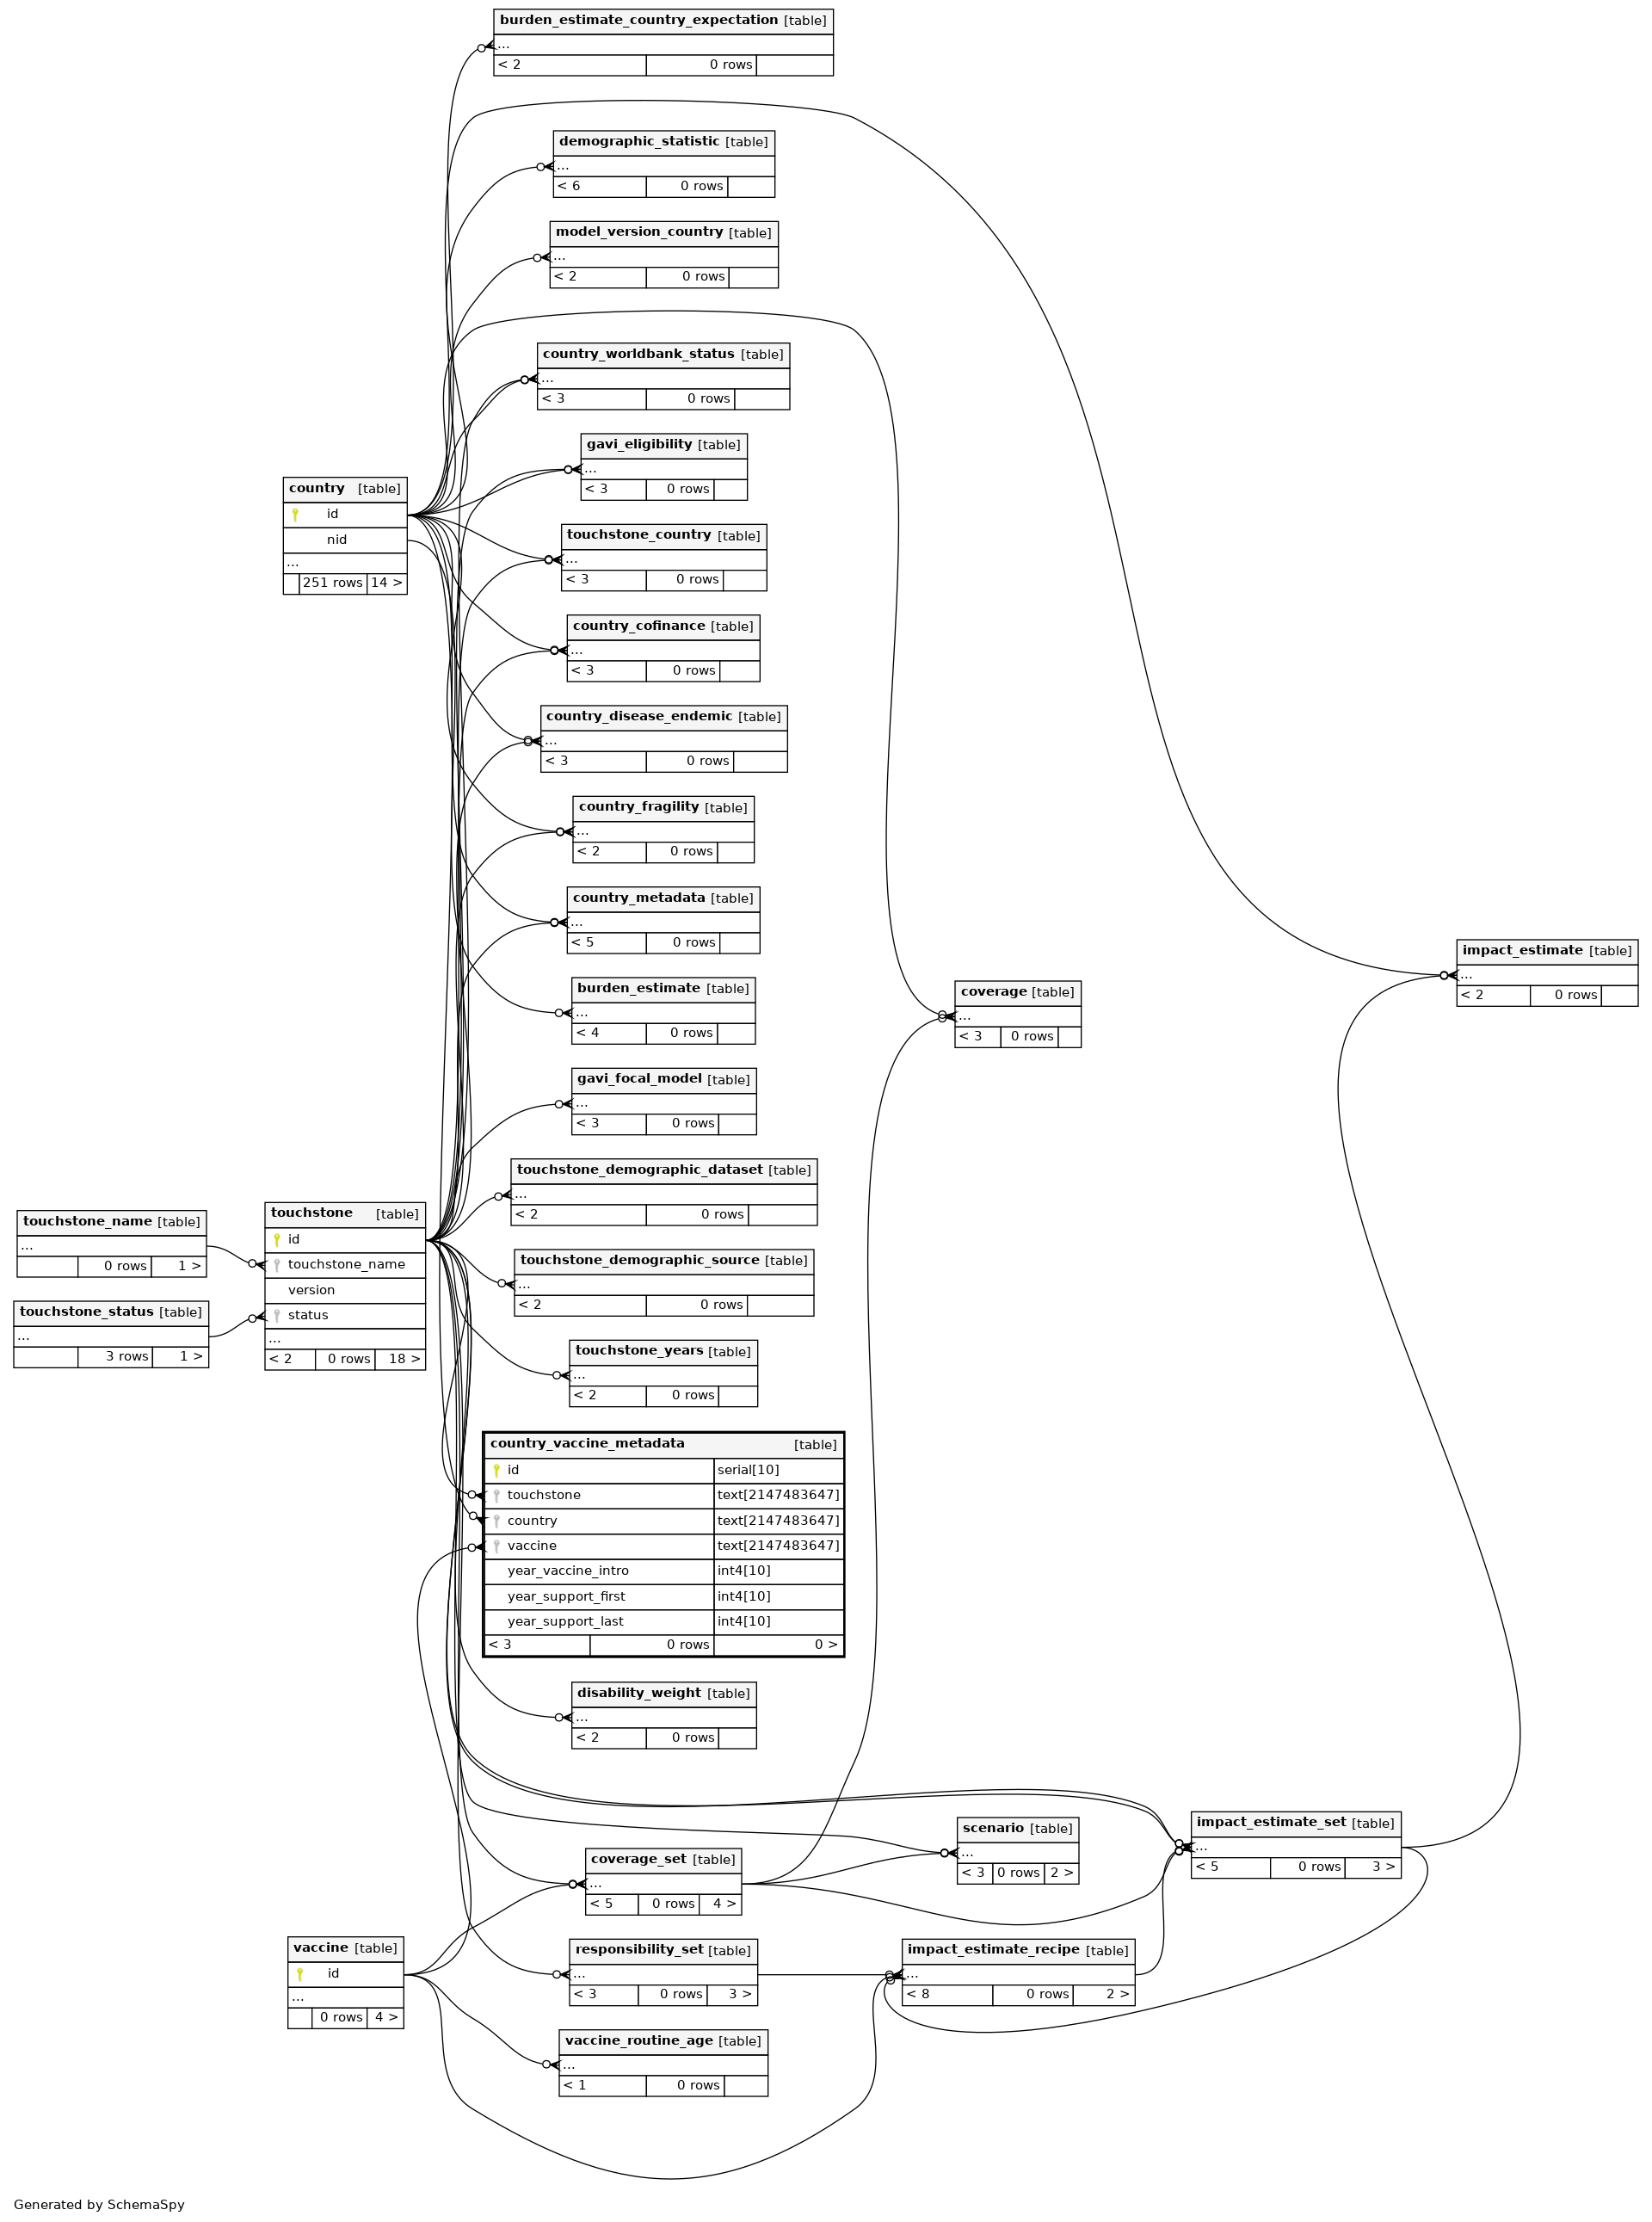 burden_estimate_country_expectation [table]
...
< 2 0 rows
demographic_statistic [table]
...
< 6 0 rows
model_version_country [table]
...
< 2 0 rows
country_worldbank_status [table]
...
< 3 0 rows
gavi_eligibility [table]
...
< 3 0 rows
country [table]
id
nid
...
251 rows 14 >
touchstone_country [table]
...
< 3 0 rows
country_cofinance [table]
...
< 3 0 rows
country_disease_endemic [table]
...
< 3 0 rows
country_fragility [table]
...
< 2 0 rows
country_metadata [table]
...
< 5 0 rows
burden_estimate [table]
...
< 4 0 rows
coverage [table]
...
< 3 0 rows
impact_estimate [table]
...
< 2 0 rows
gavi_focal_model [table]
...
< 3 0 rows
touchstone_demographic_dataset [table]
...
< 2 0 rows
touchstone_name [table]
...
0 rows 1 >
touchstone_status [table]
...
3 rows 1 >
touchstone [table]
id
touchstone_name
version
status
...
< 2 0 rows 18 >
touchstone_demographic_source [table]
...
< 2 0 rows
touchstone_years [table]
...
< 2 0 rows
country_vaccine_metadata [table]
id serial[10]
touchstone text[2147483647]
country text[2147483647]
vaccine text[2147483647]
year_vaccine_intro int4[10]
year_support_first int4[10]
year_support_last int4[10]
< 3 0 rows 0 >
disability_weight [table]
...
< 2 0 rows
scenario [table]
...
< 3 0 rows 2 >
impact_estimate_set [table]
...
< 5 0 rows 3 >
coverage_set [table]
...
< 5 0 rows 4 >
vaccine [table]
id
...
0 rows 4 >
responsibility_set [table]
...
< 3 0 rows 3 >
impact_estimate_recipe [table]
...
< 8 0 rows 2 >
vaccine_routine_age [table]
...
< 1 0 rows
Generated by SchemaSpy